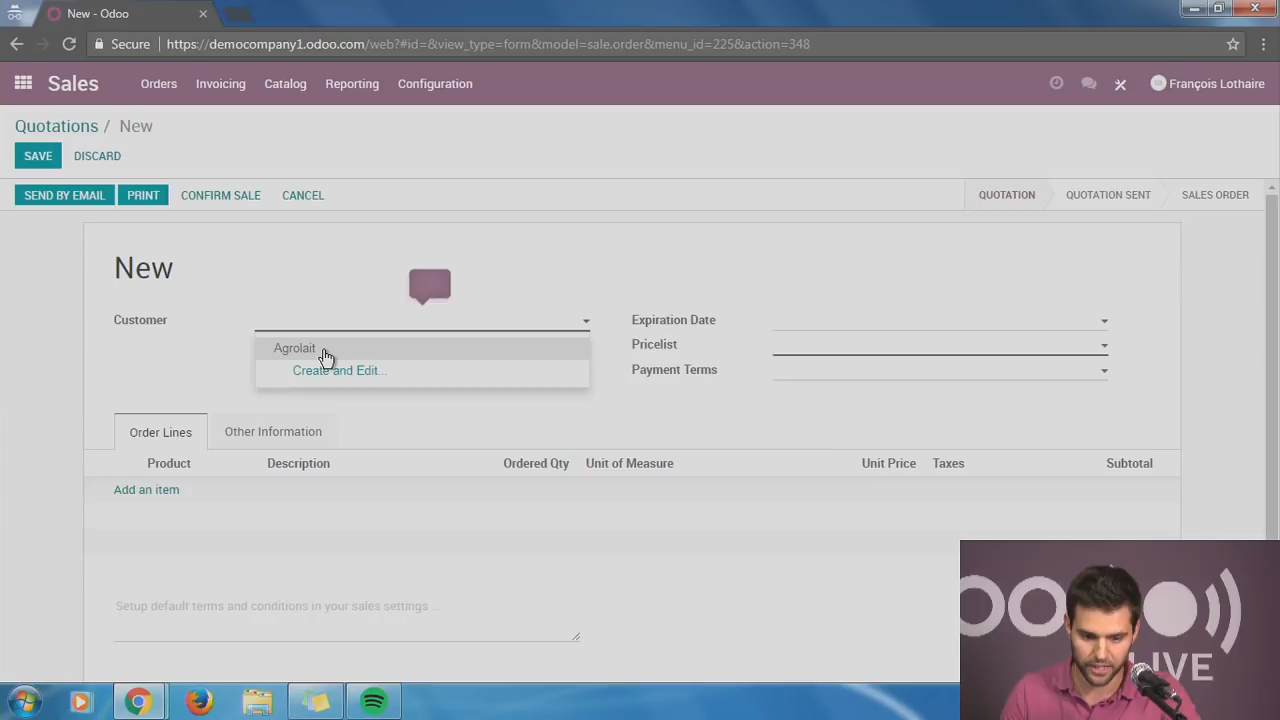 New - Odoo
Secure https://democompany1.odoo.com/web?#id=&view_type=form&model=sale.order&menu_id=225&action=348
Sales Orders Invoicing Catalog Reporting Configuration François Lothaire
Quotations / New
SAVE DISCARD
SEND BY EMAIL PRINT CONFIRM SALE CANCEL QUOTATION QUOTATION SENT SALES ORDER
New
Customer Expiration Date
Agrolait Pricelist
Create and Edit... Payment Terms
Order Lines Other Information
Product Description Ordered Qty Unit of Measure Unit Price Taxes Subtotal
Add an item
Setup default terms and conditions in your sales settings ...